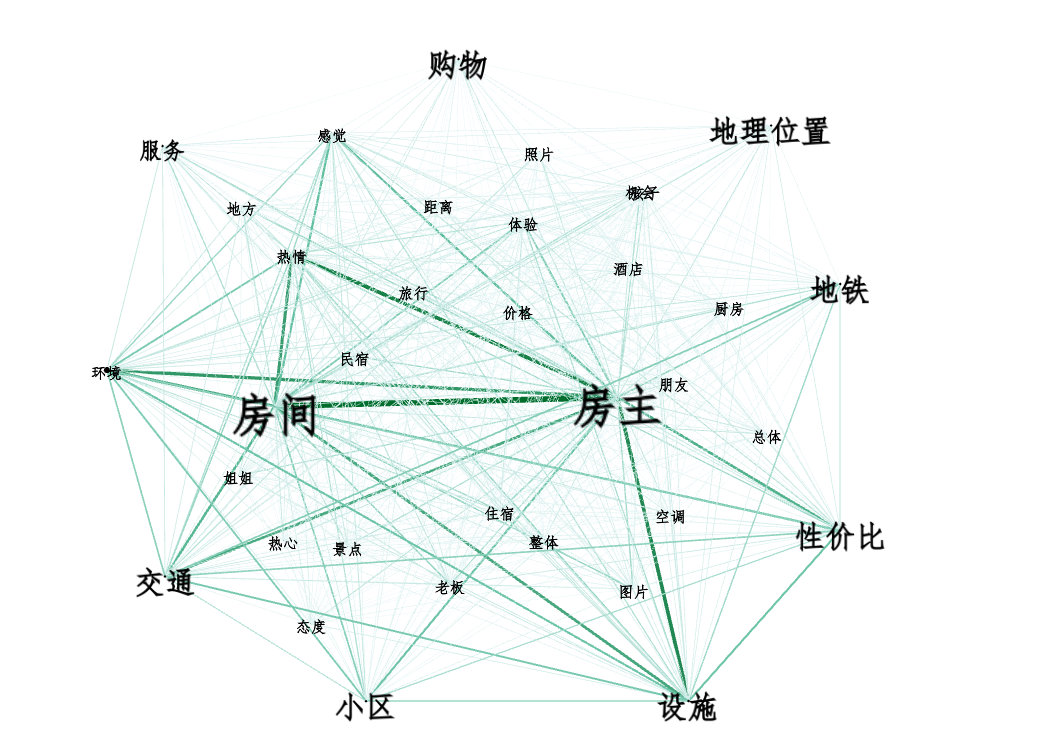 购物
地理位置
感觉
服务
照片
孩子
地方
距离
体验
热情
酒店
地铁
旅行
厨房
价格
民宿
环境
朋友
房间
房主
总体
姐姐
住宿
空调
性价比
热心
整体
景点
交通
老板
图片
态度
小区
设施